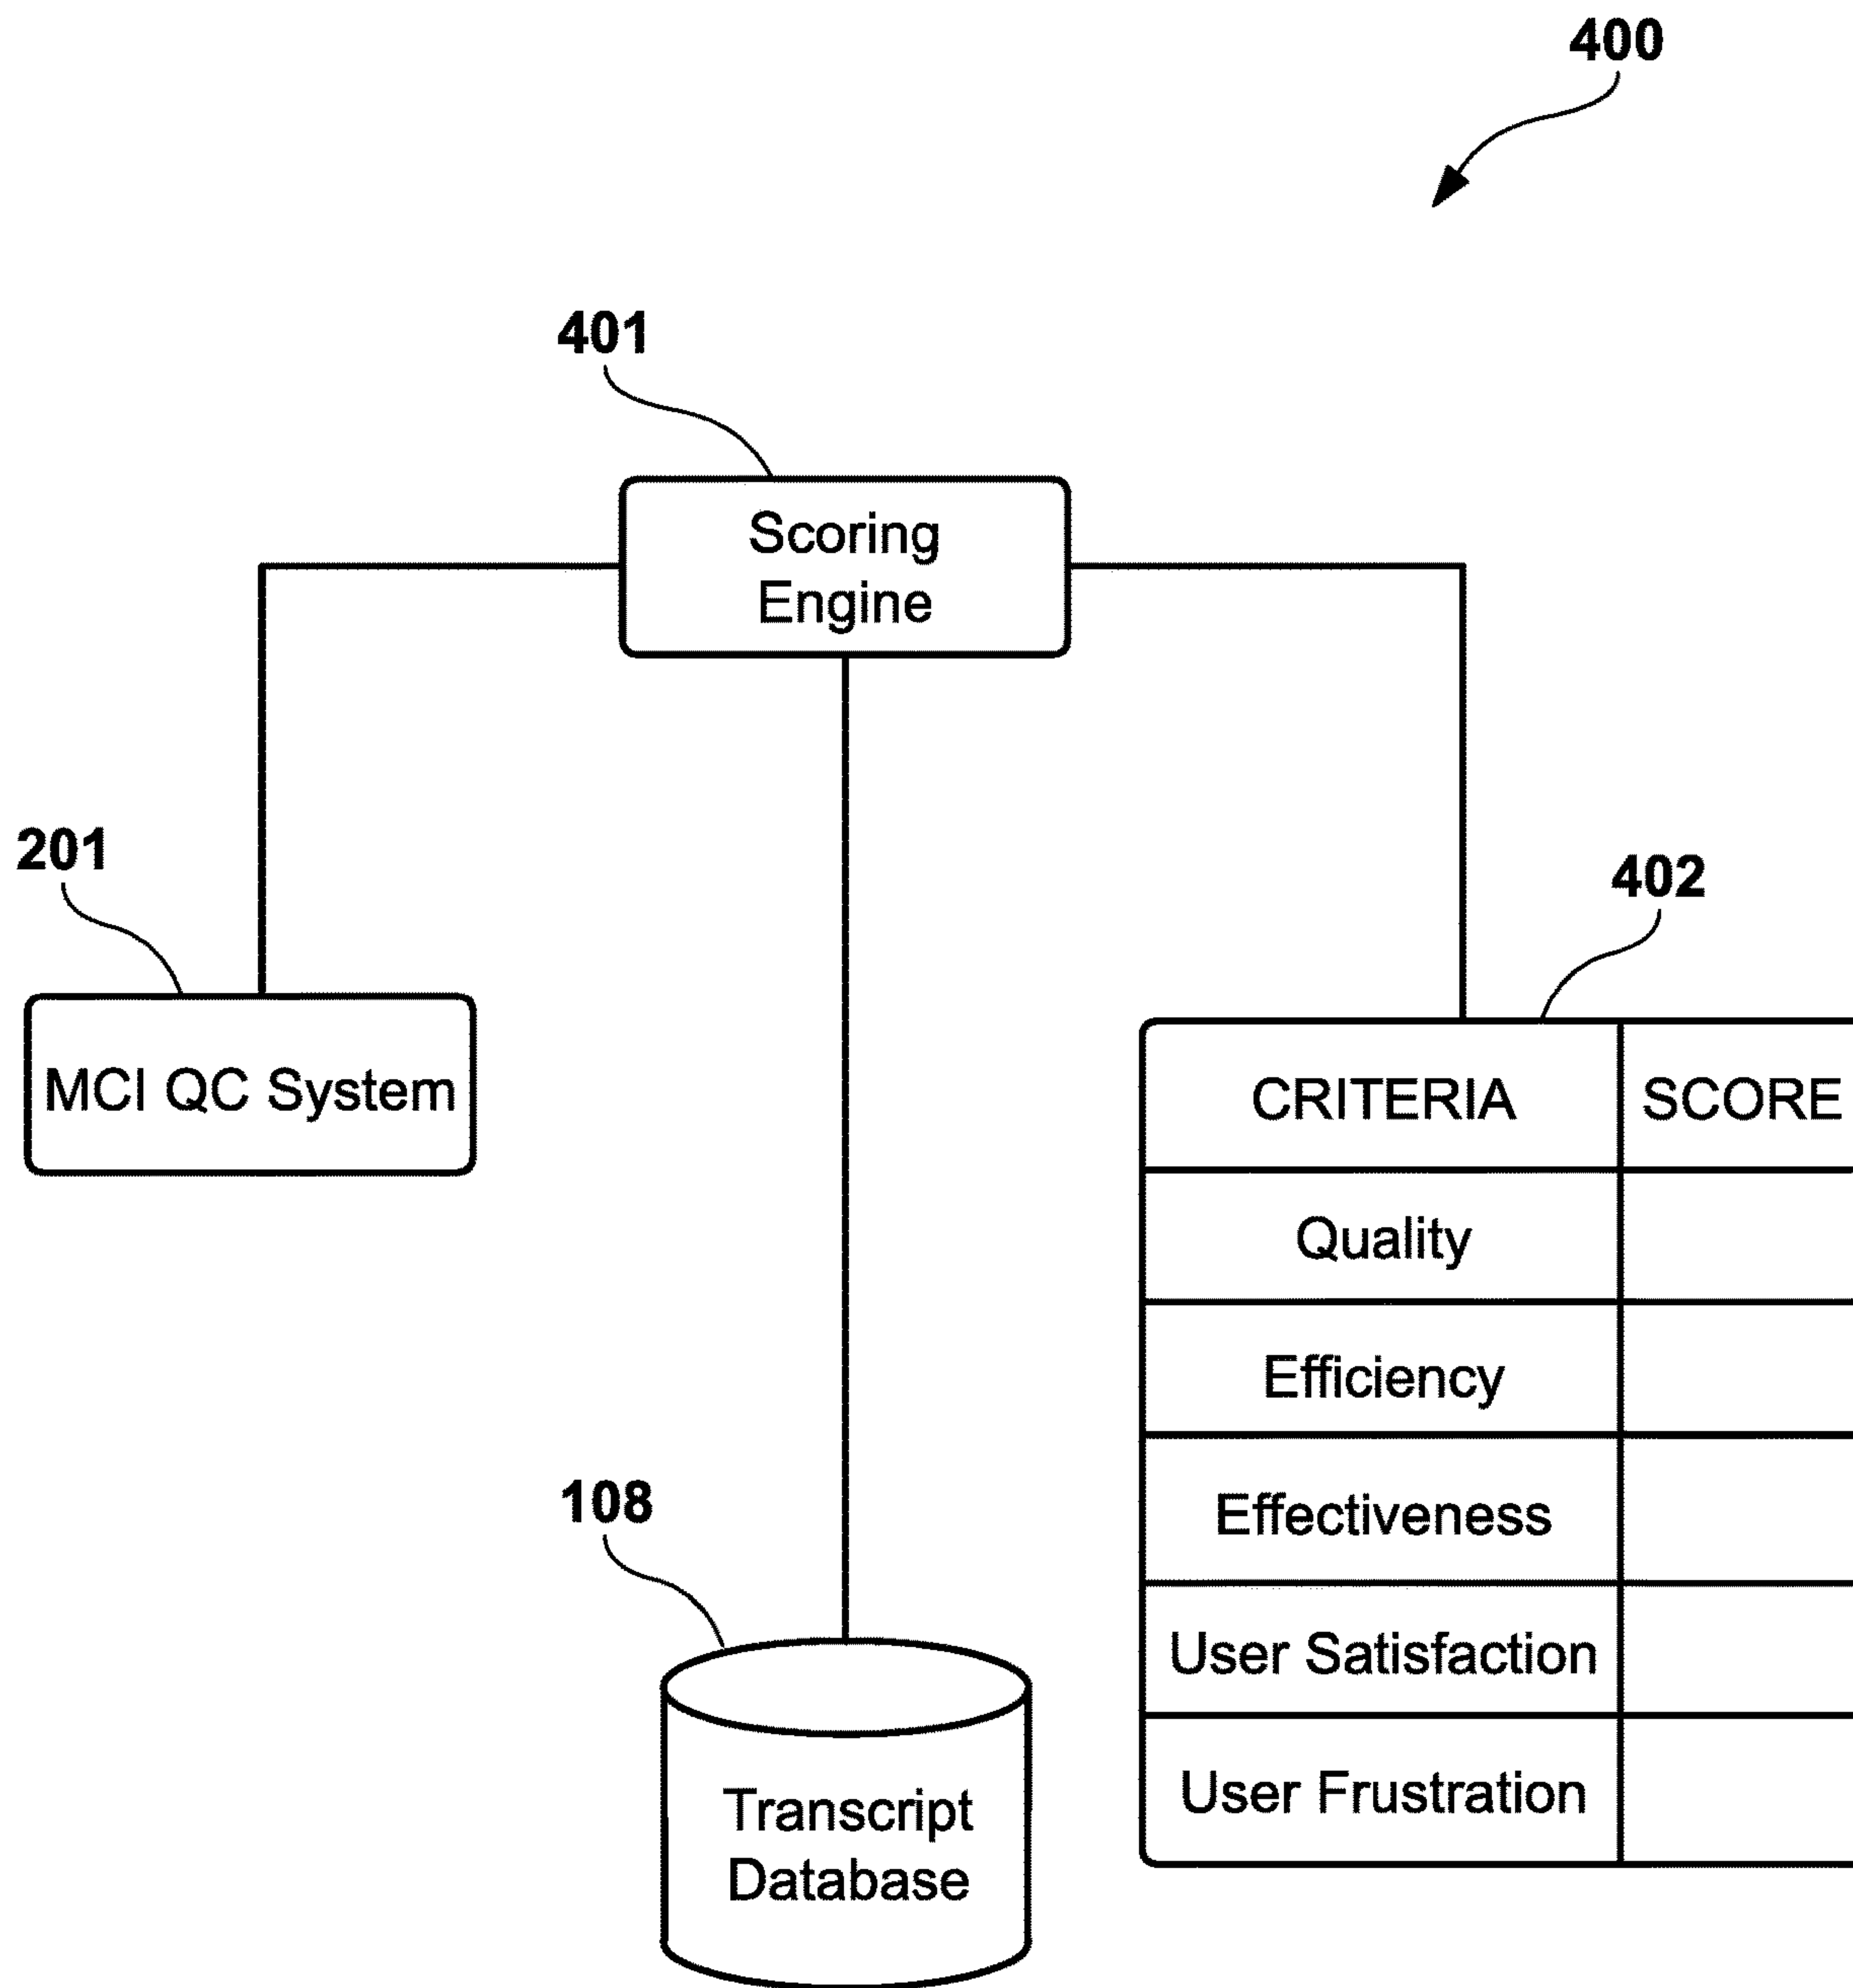 400
401
Scoring
Engine
201
MCI QC System
402
CRITERIA SCORE
Quality
Efficiency
Effectiveness
User Satisfaction
User Frustration
108
Transcript
Database